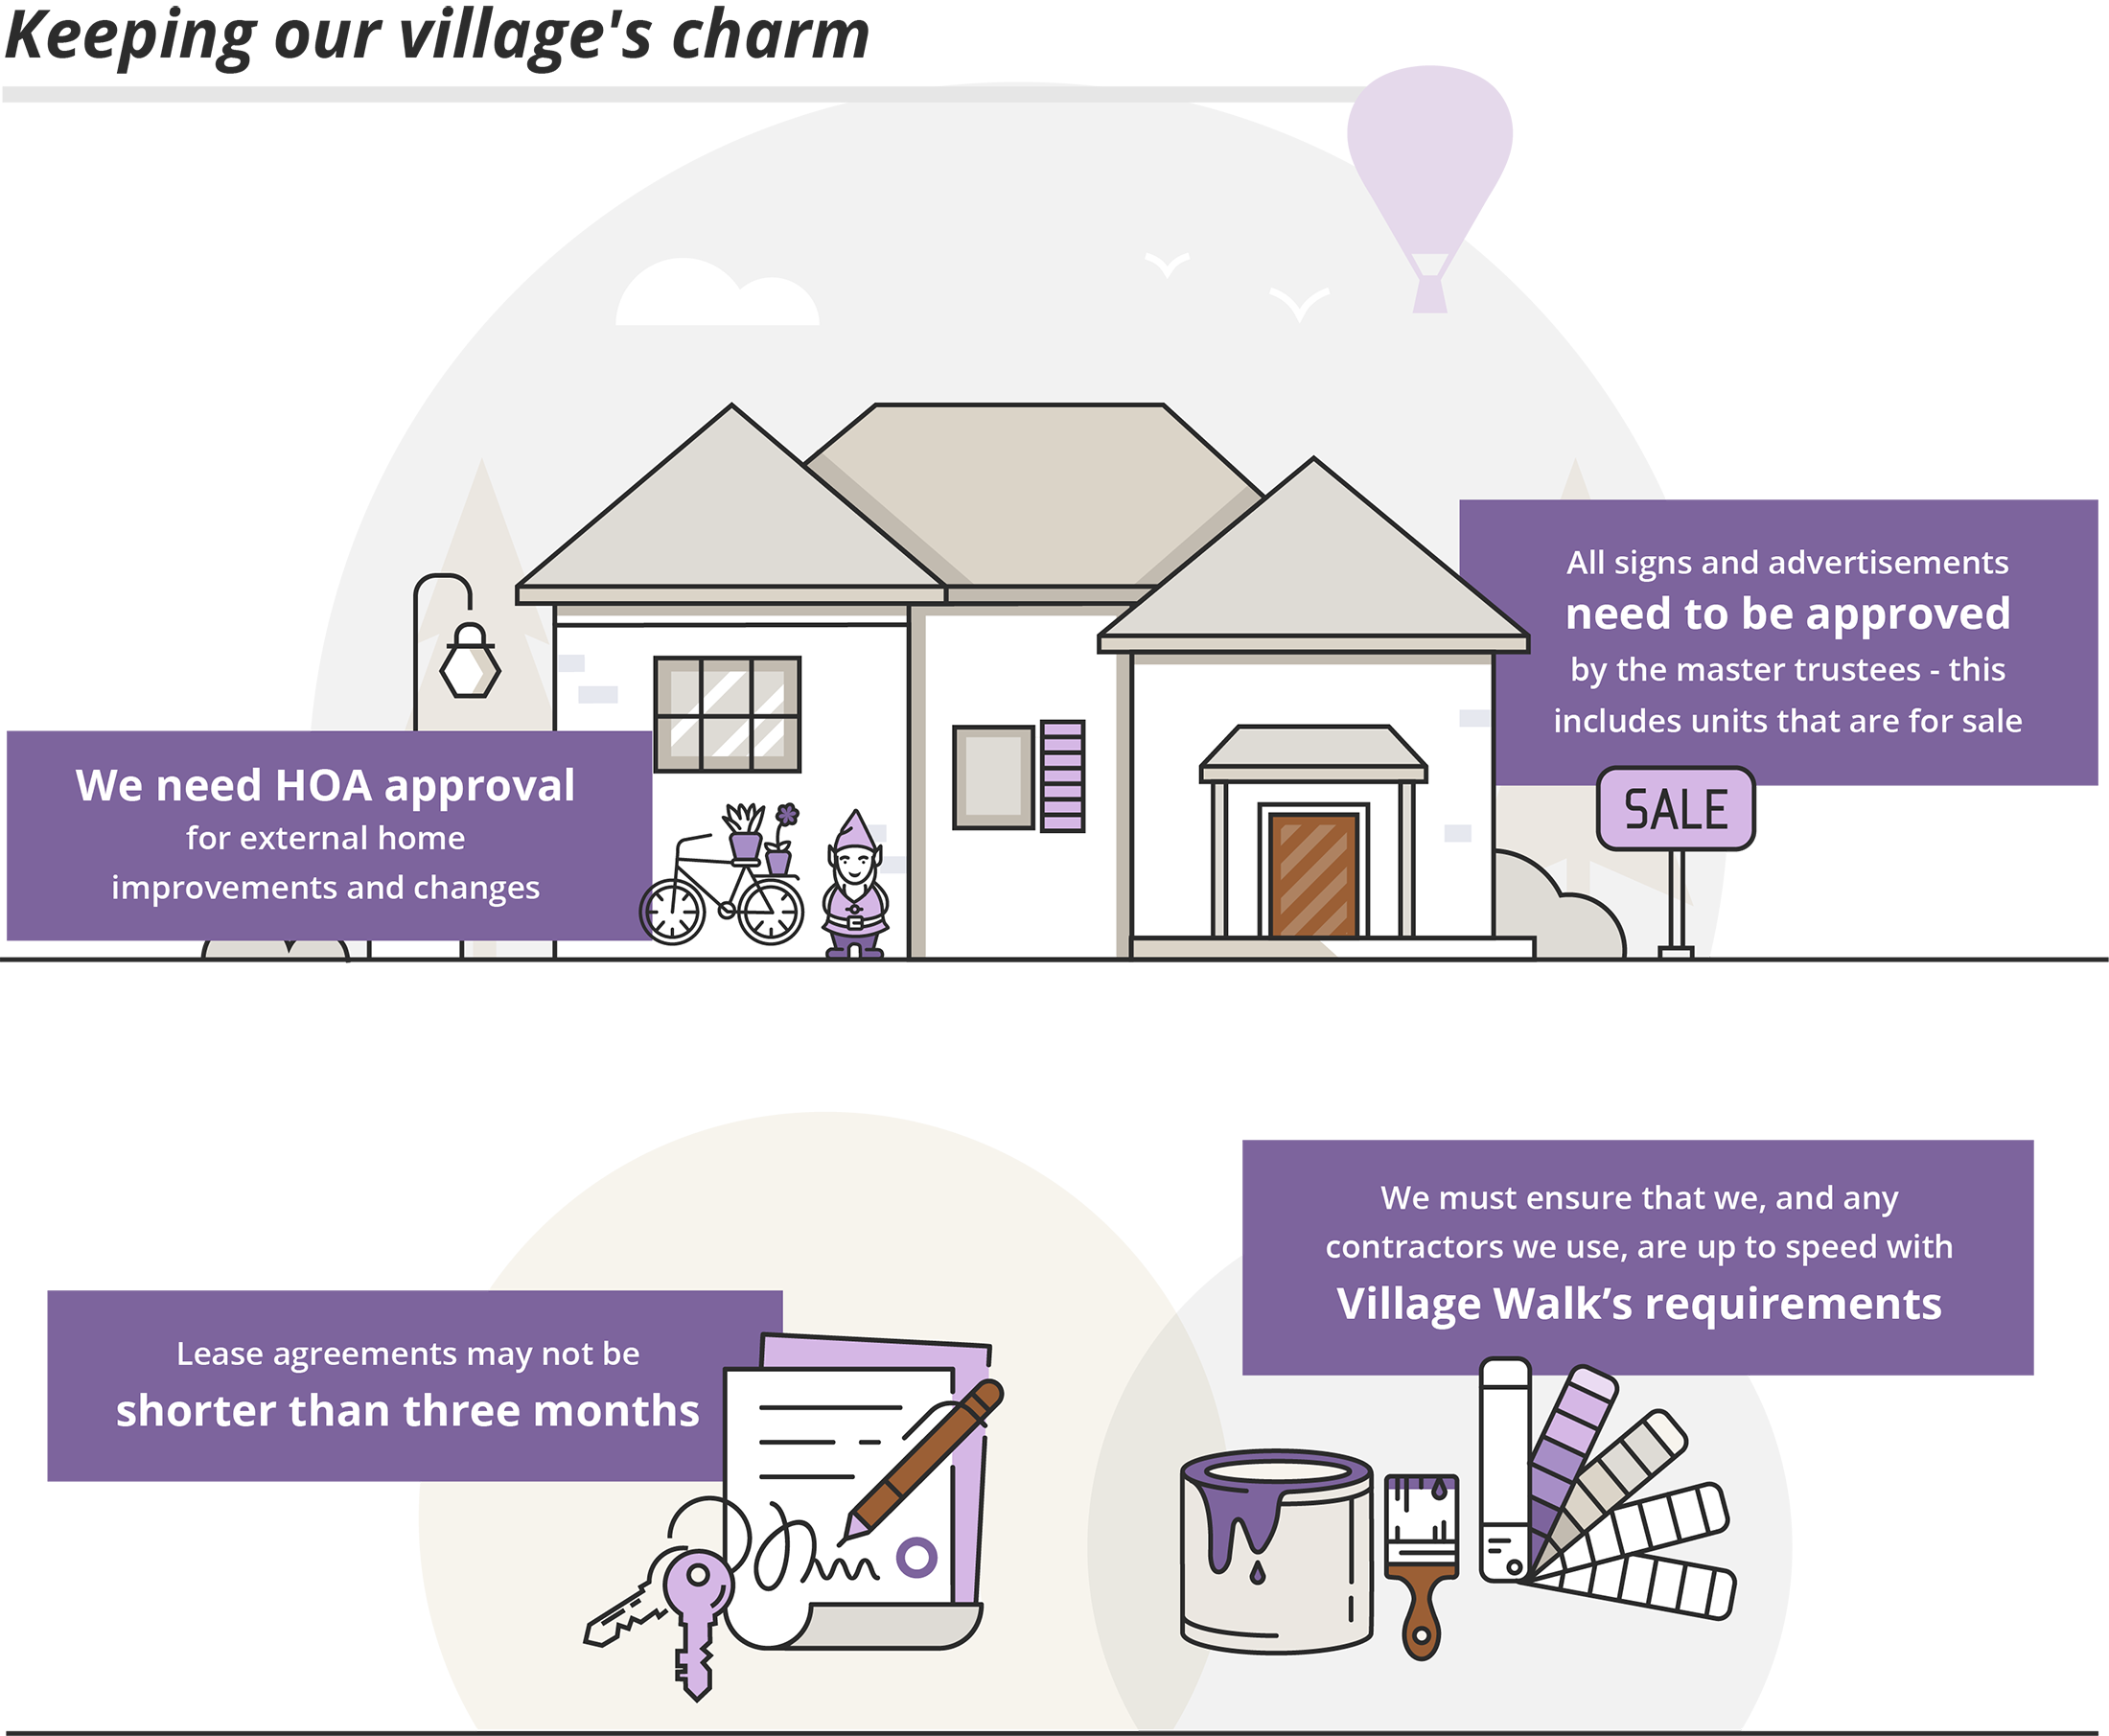 Keeping our village's charm
All signs and advertisements
need to be approved
by the master trustees - this
includes units that are for sale
SALE
We need HOA approval
for external home
improvements and changes
We must ensure that we, and any
contractors we use, are up to speed with
Village Walk’s requirements
Lease agreements may not be
shorter than three months